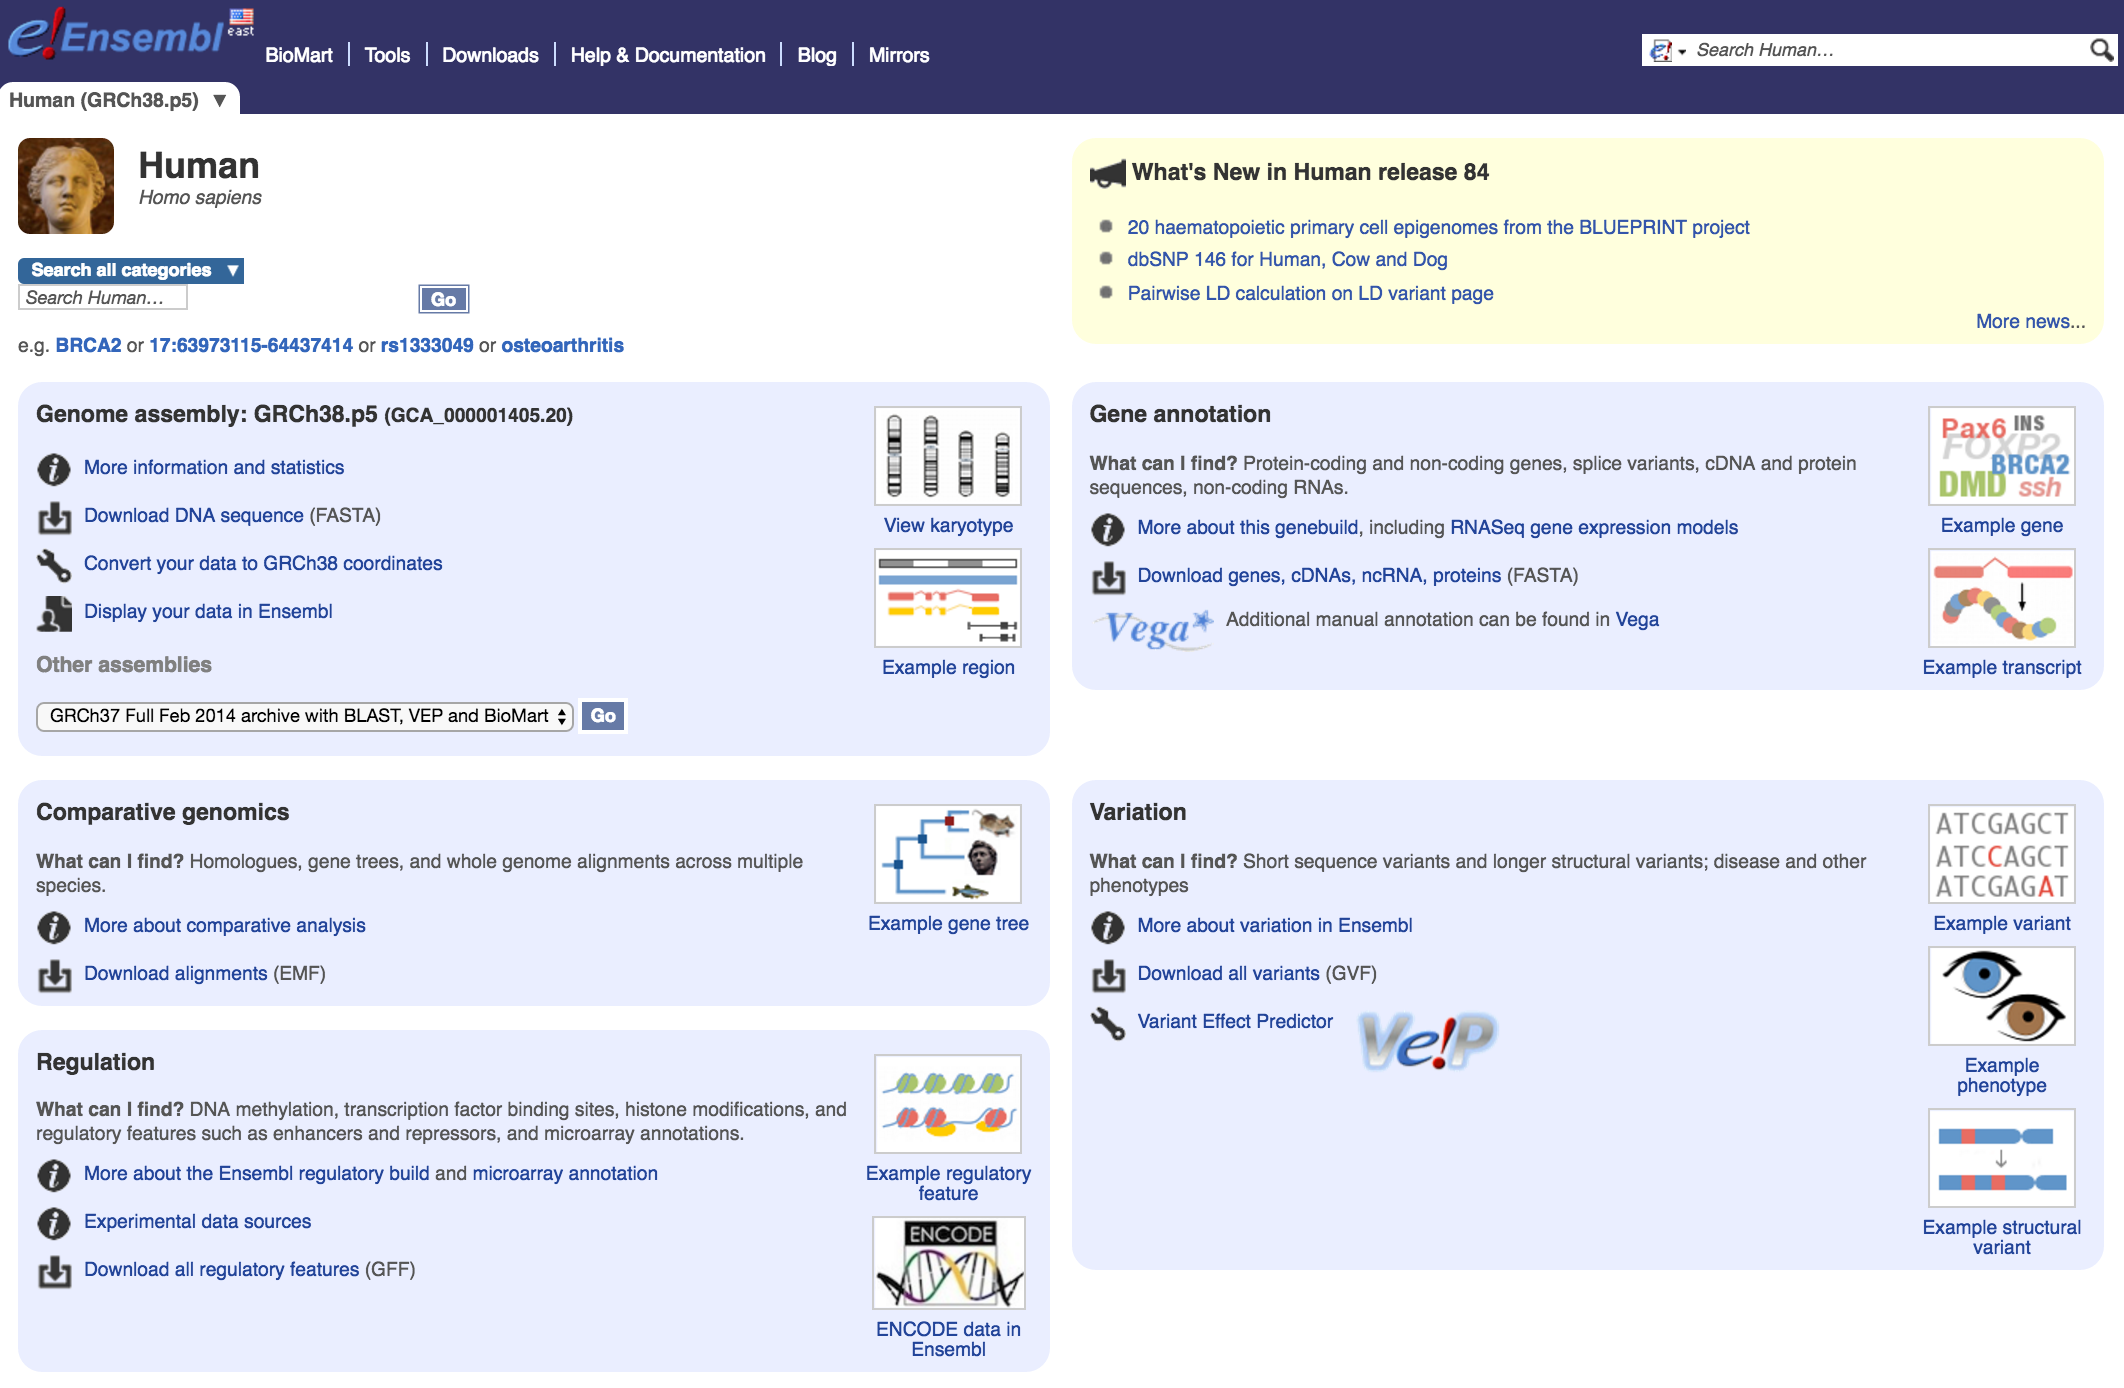 e!Ensembl east
BioMart | Tools | Downloads | Help & Documentation | Blog | Mirrors
Search Human...
Human (GRCh38.p5) ▼
Human
Homo sapiens
Search all categories ▼
Search Human...
Go
e.g. BRCA2 or 17:63973115-64437414 or rs1333049 or osteoarthritis
What's New in Human release 84
20 haematopoietic primary cell epigenomes from the BLUEPRINT project
dbSNP 146 for Human, Cow and Dog
Pairwise LD calculation on LD variant page
More news...
Genome assembly: GRCh38.p5 (GCA_000001405.20)
More information and statistics
Download DNA sequence (FASTA)
Convert your data to GRCh38 coordinates
Display your data in Ensembl
Other assemblies
GRCh37 Full Feb 2014 archive with BLAST, VEP and BioMart
Go
View karyotype
Example region
Gene annotation
What can I find? Protein-coding and non-coding genes, splice variants, cDNA and protein
sequences, non-coding RNAs.
More about this genebuild, including RNASeq gene expression models
Download genes, cDNAs, ncRNA, proteins (FASTA)
Vega
Additional manual annotation can be found in Vega
Pax6 INS
FOXP2
BRCA2
DMD ssh
Example gene
Example transcript
Comparative genomics
What can I find? Homologues, gene trees, and whole genome alignments across multiple
species.
More about comparative analysis
Download alignments (EMF)
Example gene tree
Variation
What can I find? Short sequence variants and longer structural variants; disease and other
phenotypes
More about variation in Ensembl
Download all variants (GVF)
Variant Effect Predictor
Ve!P
ATCGAGCT
ATCCAGCT
ATCGAGAT
Example variant
Example
phenotype
Example structural
variant
Regulation
What can I find? DNA methylation, transcription factor binding sites, histone modifications, and
regulatory features such as enhancers and repressors, and microarray annotations.
More about the Ensembl regulatory build and microarray annotation
Experimental data sources
Download all regulatory features (GFF)
Example regulatory
feature
ENCODE
ENCODE data in
Ensembl